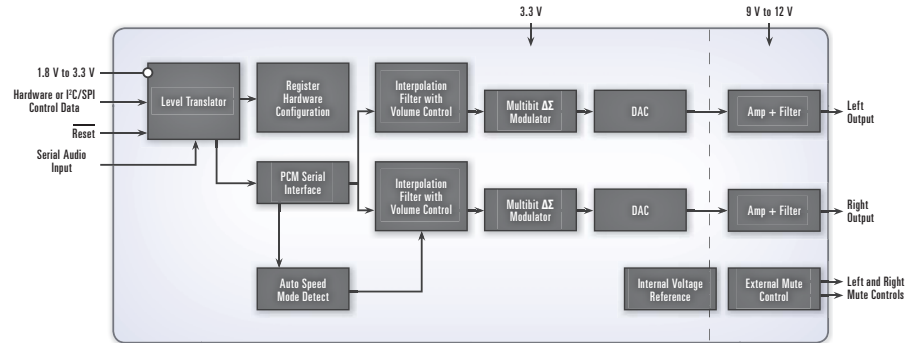 3.3 V
9 V to 12 V
1.8 V to 3.3 V
Hardware or I²C/SPI
Control Data
Reset
Serial Audio
Input
Level Translator
Register
Hardware
Configuration
PCM Serial
Interface
Auto Speed
Mode Detect
Interpolation
Filter with
Volume Control
Multibit ΔΣ
Modulator
DAC
Amp + Filter
Left
Output
Interpolation
Filter with
Volume Control
Multibit ΔΣ
Modulator
DAC
Amp + Filter
Right
Output
Internal Voltage
Reference
External Mute
Control
Left and Right
Mute Controls